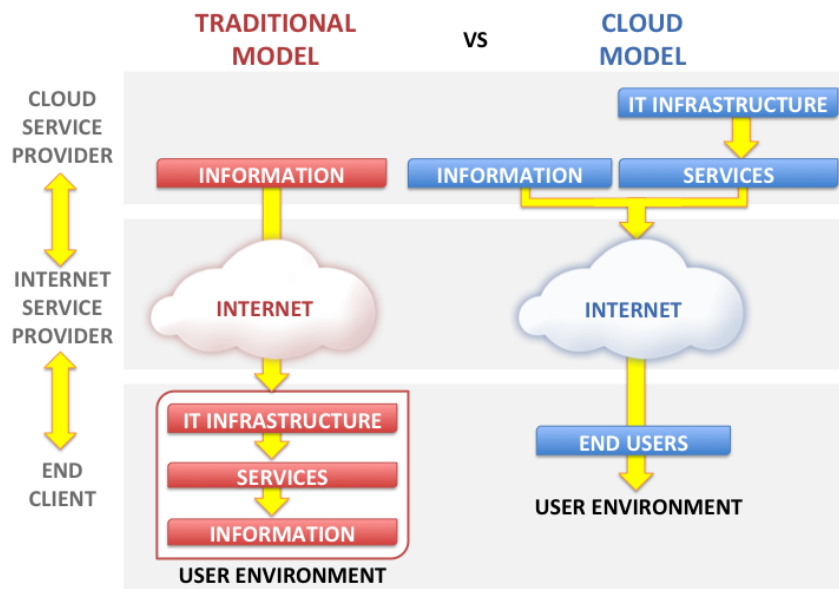 TRADITIONAL
MODEL
VS
CLOUD
MODEL
CLOUD
SERVICE
PROVIDER
INTERNET
SERVICE
PROVIDER
END
CLIENT
INFORMATION
INTERNET
IT INFRASTRUCTURE
SERVICES
INFORMATION
USER ENVIRONMENT
IT INFRASTRUCTURE
INFORMATION
SERVICES
INTERNET
END USERS
USER ENVIRONMENT